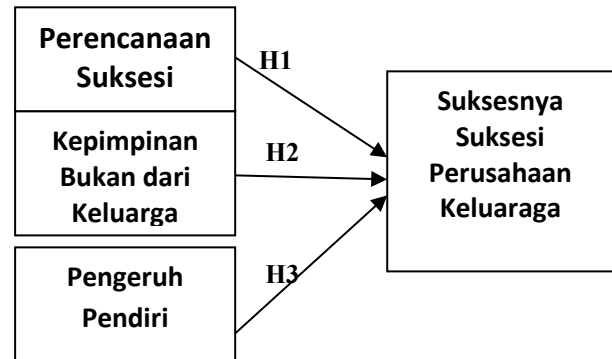 Perencanaan
Suksesi
Kepimpinan
Bukan dari
Keluarga
Pengeruh
Pendiri
H1
H2
H3
Suksesnya
Suksesi
Perusahaan
Keluaraga